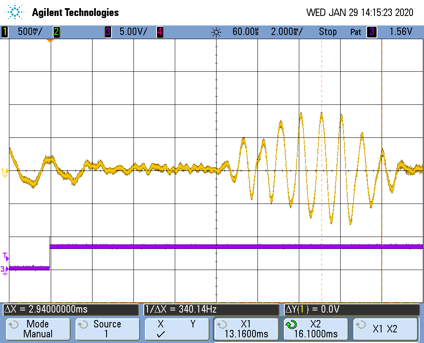 Agilent Technologies WED JAN 29 14:15:23 2020
1 500mV/ 2 3 5.00V/ 4 60.00ms 2.000ms/ Stop Pat 3 1.56V
1
T
3
ΔX = 2.94000000ms 1/ΔX = 340.14Hz ΔY(1) = 0.0V
Mode Source X Y X1 X2 X1 X2
Manual 1 13.1600ms 16.1000ms